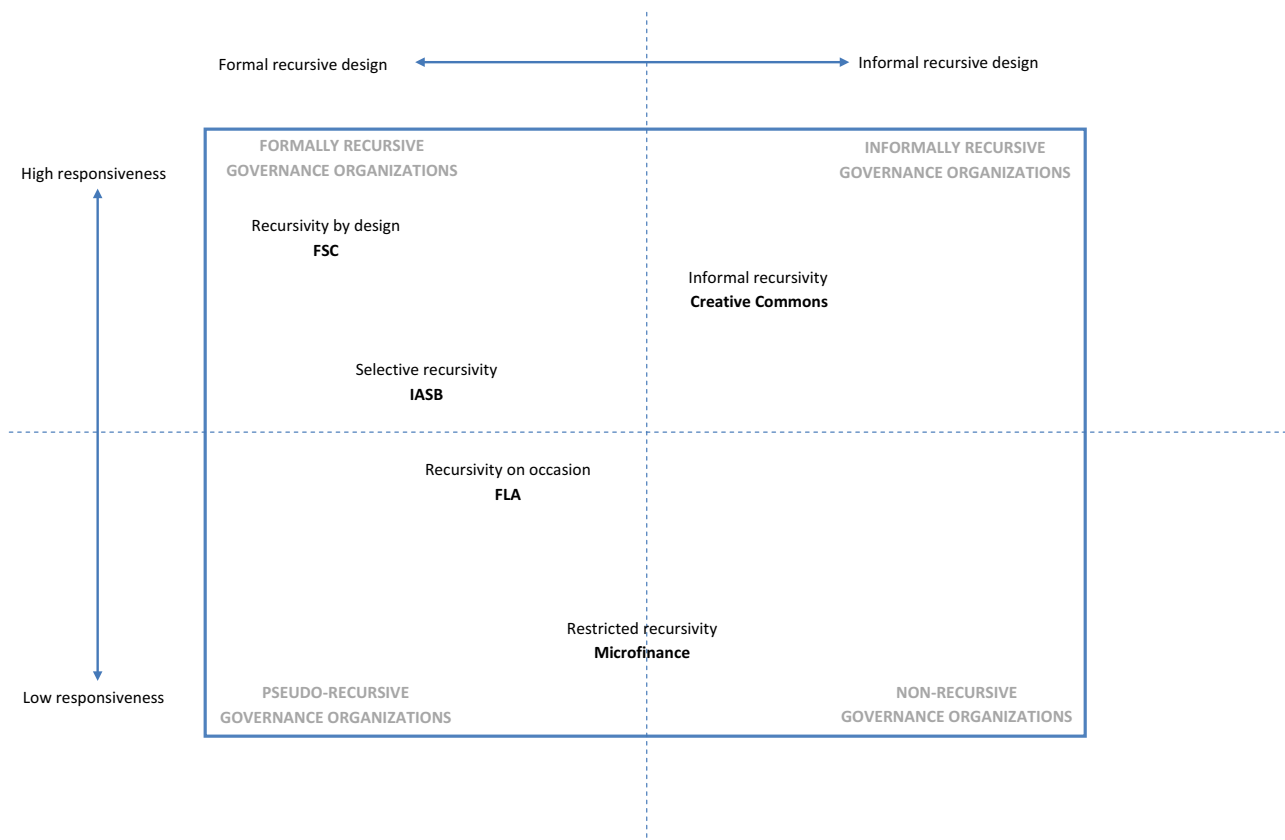 Formal recursive design
Informal recursive design
FORMALLY RECURSIVE
GOVERNANCE ORGANIZATIONS
INFORMALLY RECURSIVE
GOVERNANCE ORGANIZATIONS
High responsiveness
Recursivity by design
FSC
Informal recursivity
Creative Commons
Selective recursivity
IASB
Recursivity on occasion
FLA
Restricted recursivity
Microfinance
Low responsiveness
PSEUDO-RECURSIVE
GOVERNANCE ORGANIZATIONS
NON-RECURSIVE
GOVERNANCE ORGANIZATIONS